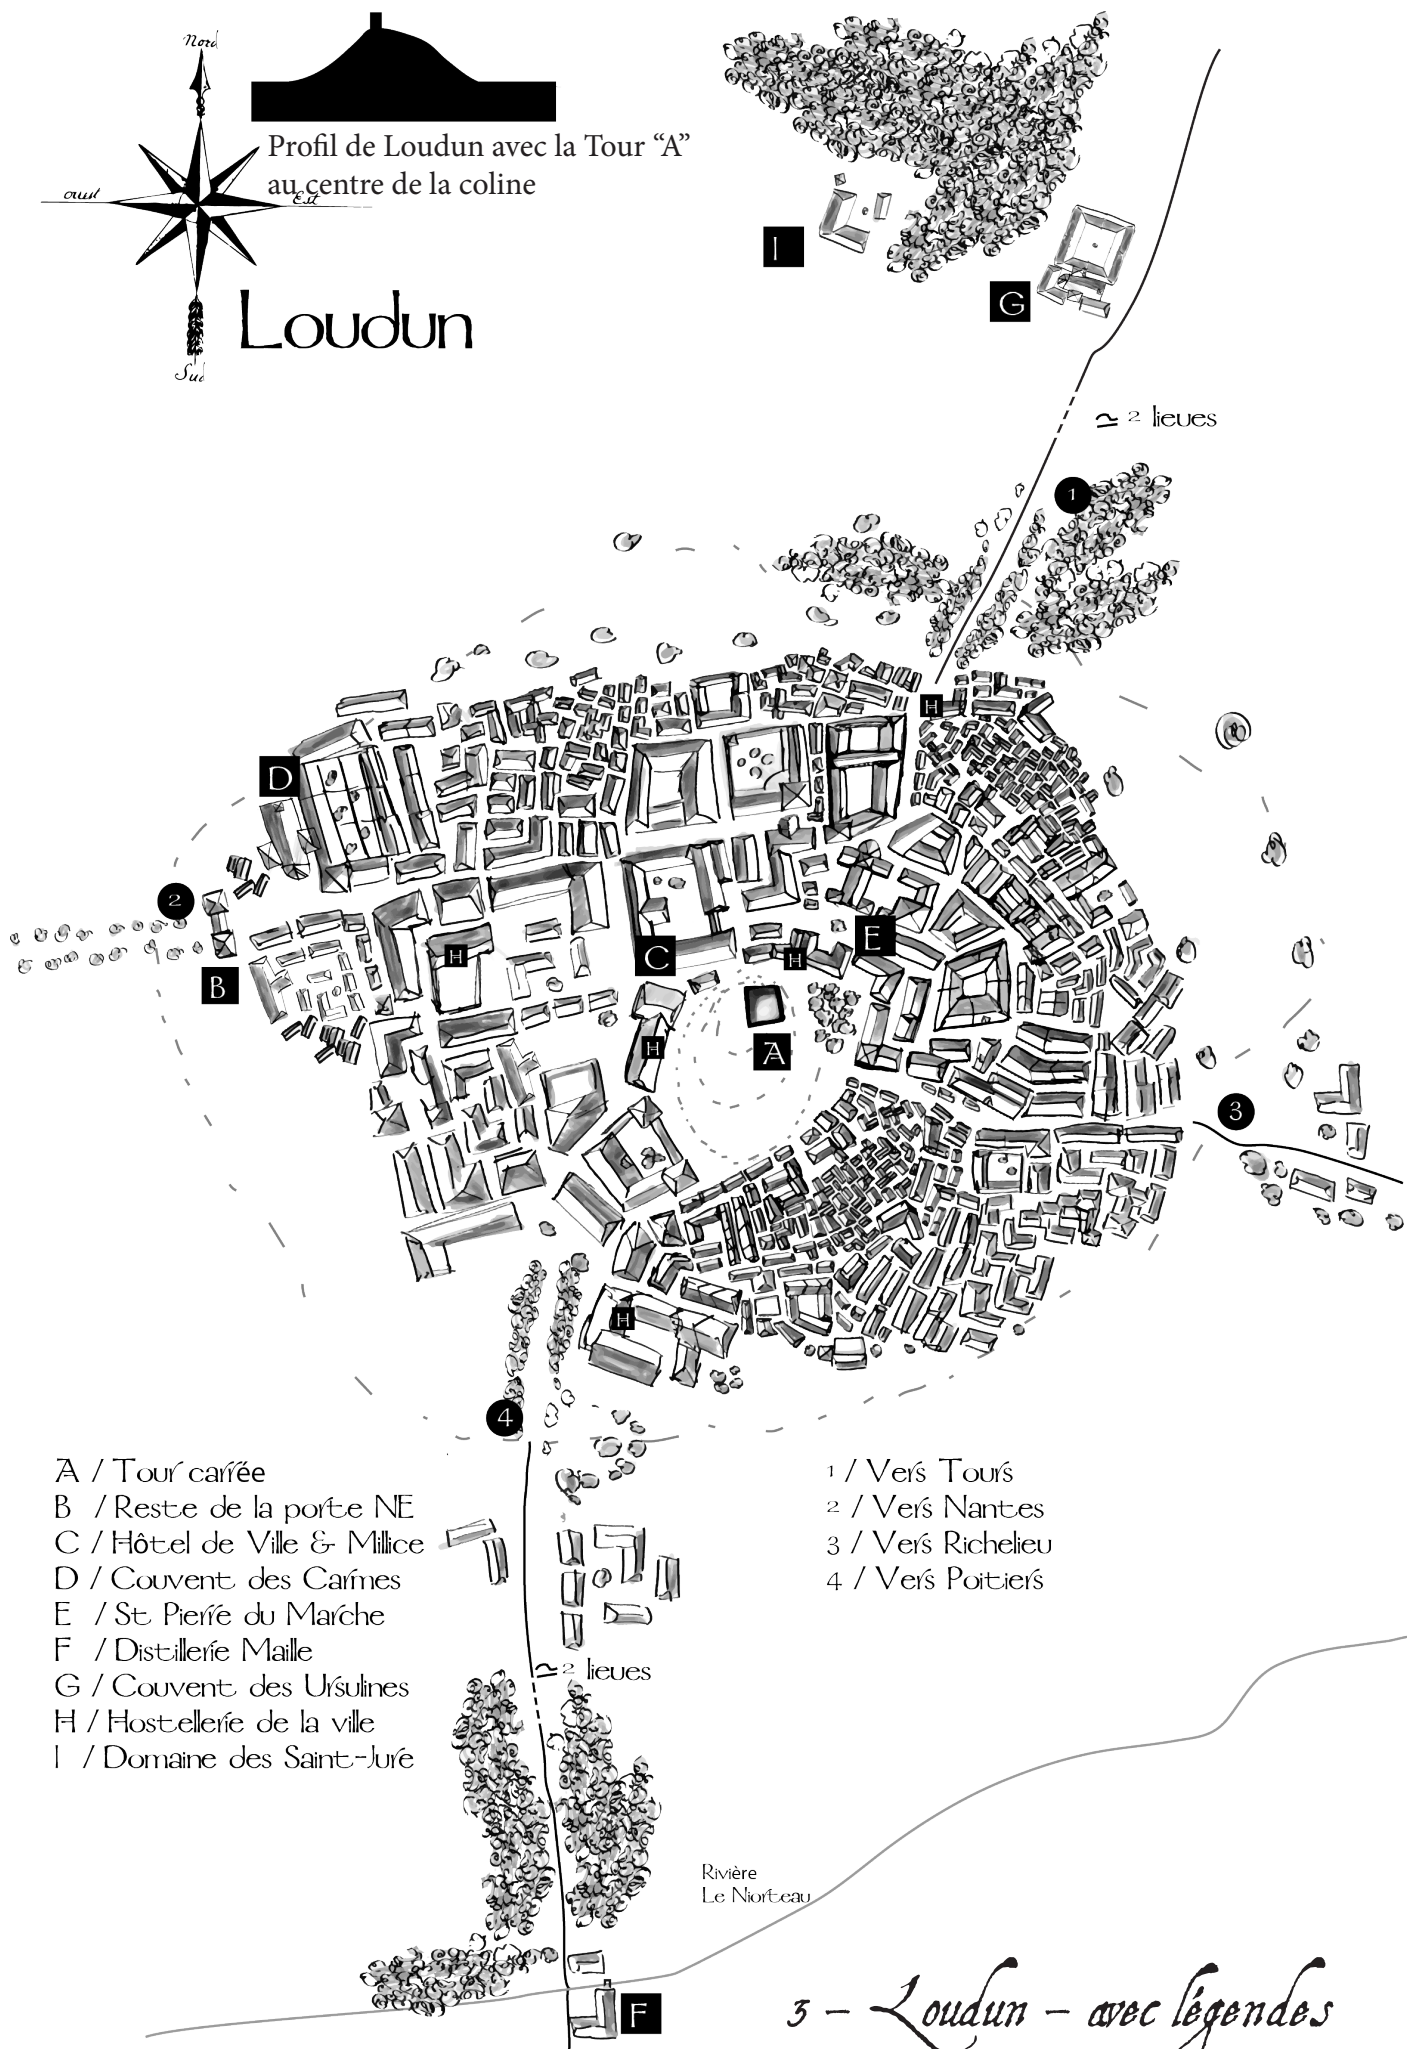 Nord
Profil de Loudun avec la Tour “A”
au centre de la coline
ouest
Est
Loudun
Sud
I
G
≃ 2 lieues
1
H
D
2
B
H
C
H
E
H
A
3
H
4
A / Tour carrée
B / Reste de la porte NE
C / Hôtel de Ville & Millice
D / Couvent des Carmes
E / St Pierre du Marche
F / Distillerie Maille
G / Couvent des Ursulines
H / Hostellerie de la ville
I / Domaine des Saint-Jure
1 / Vers Tours
2 / Vers Nantes
3 / Vers Richelieu
4 / Vers Poitiers
≃ 2 lieues
Rivière
Le Niorteau
F
3 - Loudun - avec légendes